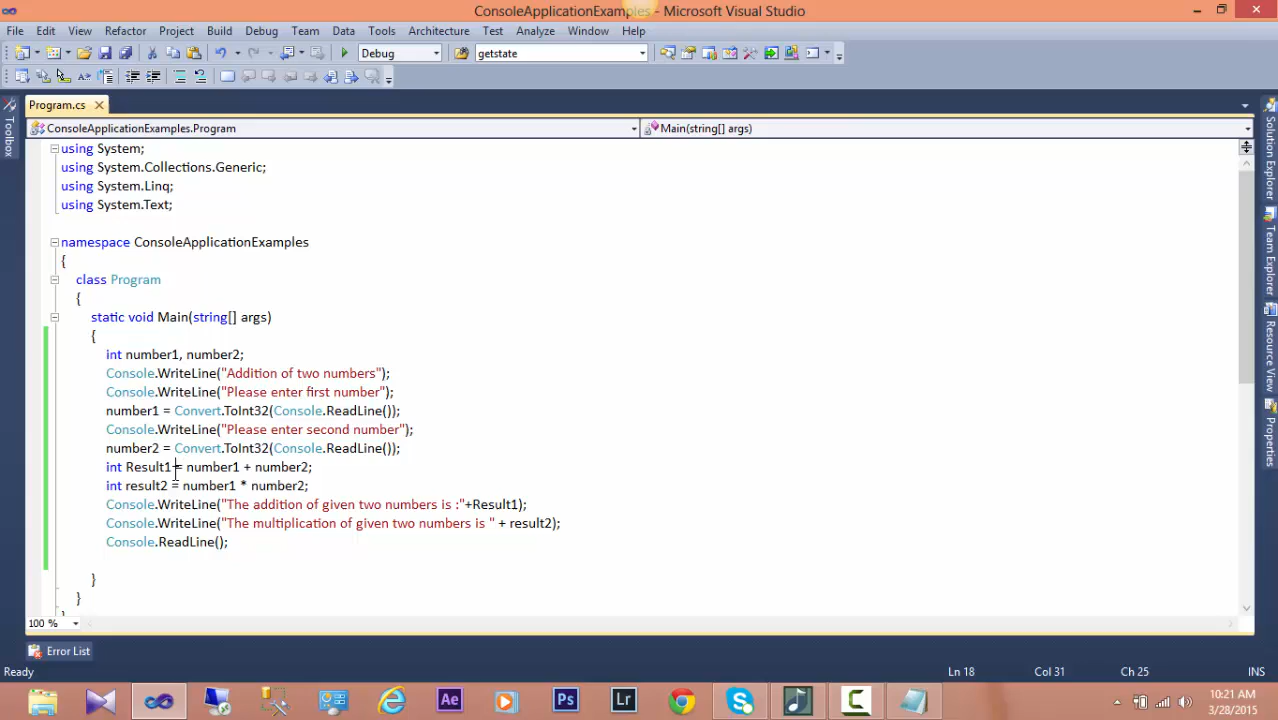 ConsoleApplicationExamples - Microsoft Visual Studio
File Edit View Refactor Project Build Debug Team Data Tools Architecture Test Analyze Window Help
Debug getstate
Program.cs
ConsoleApplicationExamples.Program Main(string[] args)
using System;
using System.Collections.Generic;
using System.Linq;
using System.Text;
namespace ConsoleApplicationExamples
{
class Program
{
static void Main(string[] args)
{
int number1, number2;
Console.WriteLine("Addition of two numbers");
Console.WriteLine("Please enter first number");
number1 = Convert.ToInt32(Console.ReadLine());
Console.WriteLine("Please enter second number");
number2 = Convert.ToInt32(Console.ReadLine());
int Result1 = number1 + number2;
int result2 = number1 * number2;
Console.WriteLine("The addition of given two numbers is :"+Result1);
Console.WriteLine("The multiplication of given two numbers is " + result2);
Console.ReadLine();
}
}
100 %
Error List
Ready Ln 18 Col 31 Ch 25 INS
Toolbox
Solution Explorer
Team Explorer
Resource View
Properties
Ae Ps Lr
10:21 AM
3/28/2015